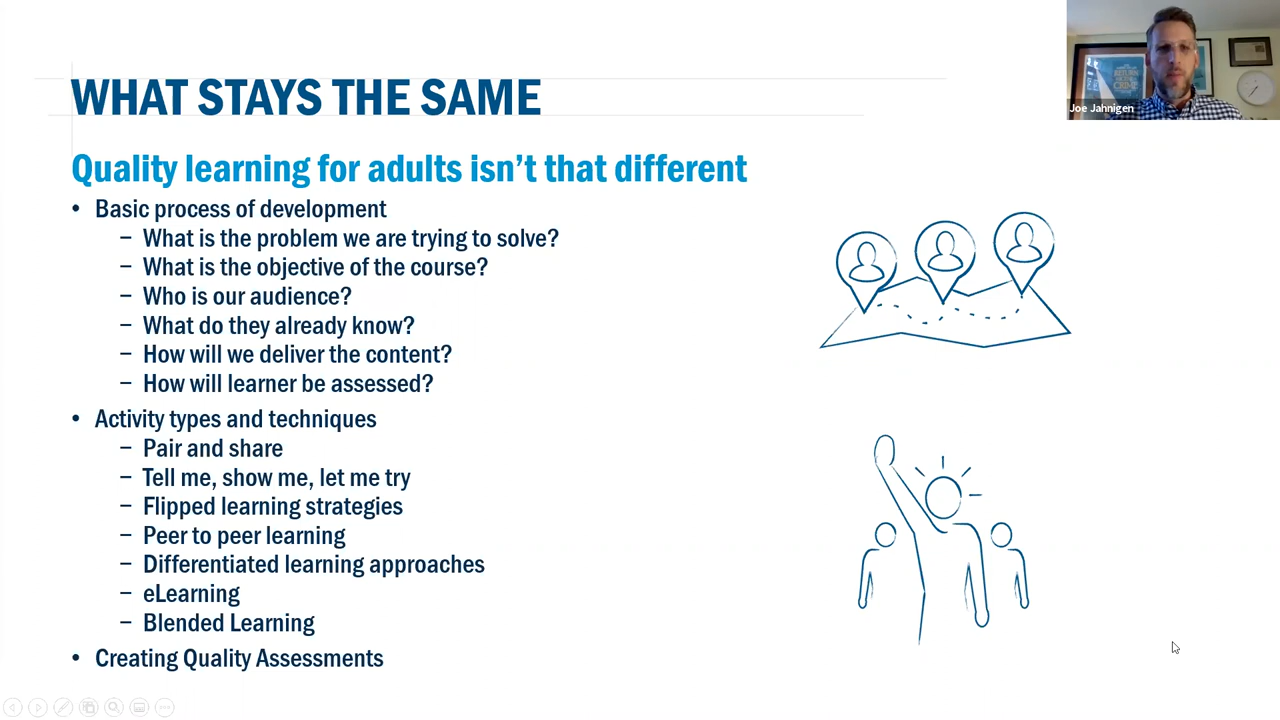 WHAT STAYS THE SAME
Joe Jahnigen
Quality learning for adults isn't that different
• Basic process of development
– What is the problem we are trying to solve?
– What is the objective of the course?
– Who is our audience?
– What do they already know?
– How will we deliver the content?
– How will learner be assessed?
• Activity types and techniques
– Pair and share
– Tell me, show me, let me try
– Flipped learning strategies
– Peer to peer learning
– Differentiated learning approaches
– eLearning
– Blended Learning
• Creating Quality Assessments